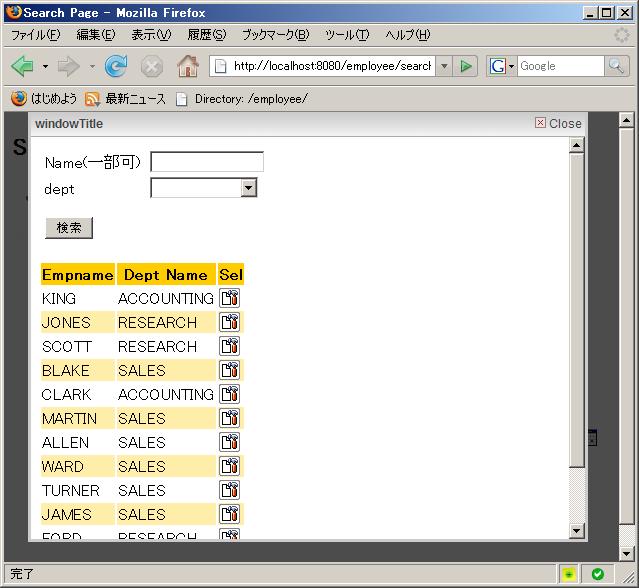 Search Page - Mozilla Firefox
ファイル(F) 編集(E) 表示(V) 履歴(S) ブックマーク(B) ツール(T) ヘルプ(H)
http://localhost:8080/employee/search
G Google
はじめよう 最新ニュース Directory: /employee/
windowTitle Close
S
Name(一部可)
dept
検索
Empname Dept Name Sel
KING ACCOUNTING
JONES RESEARCH
SCOTT RESEARCH
BLAKE SALES
CLARK ACCOUNTING
MARTIN SALES
ALLEN SALES
WARD SALES
TURNER SALES
JAMES SALES
FORD RESEARCH
完了